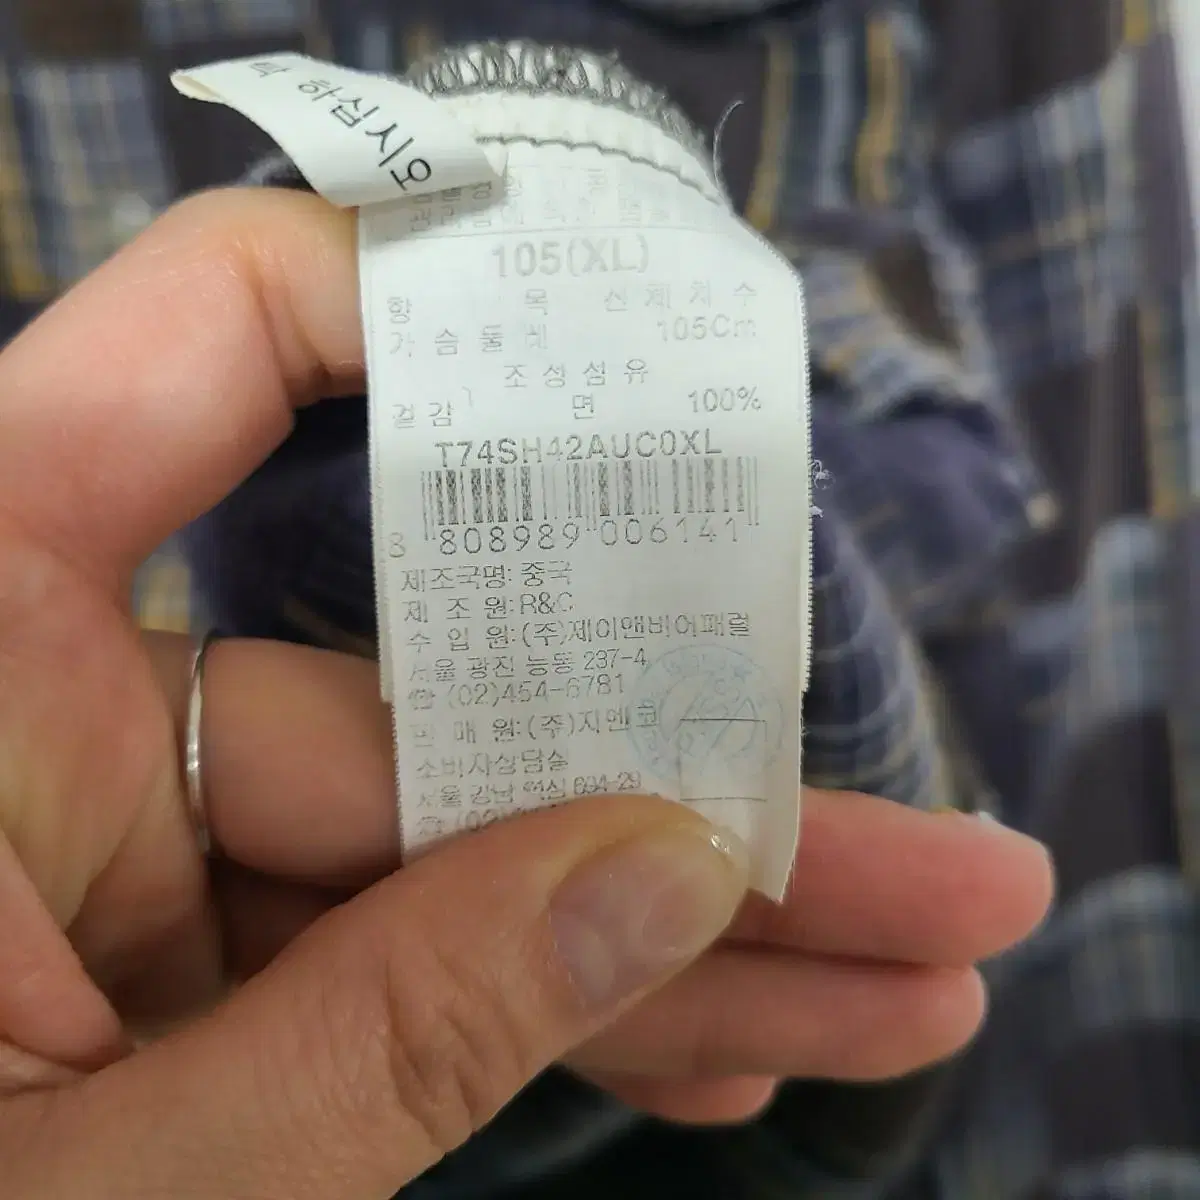 하십시오
105(XL)
항 목 신체치수
가슴둘레 105Cm
조성섬유
겉감 면 100%
T74SH42AUC0XL
8 808989 006141
제조국명: 중국
제 조 원: R&C
수 입 원: (주)제이앤비어패럴
서울 광진 능동 237-4
☎ (02)454-6781
판 매 원: (주)지엔코
소비자상담실
서울 강남 역삼 694-29
☎ (02)